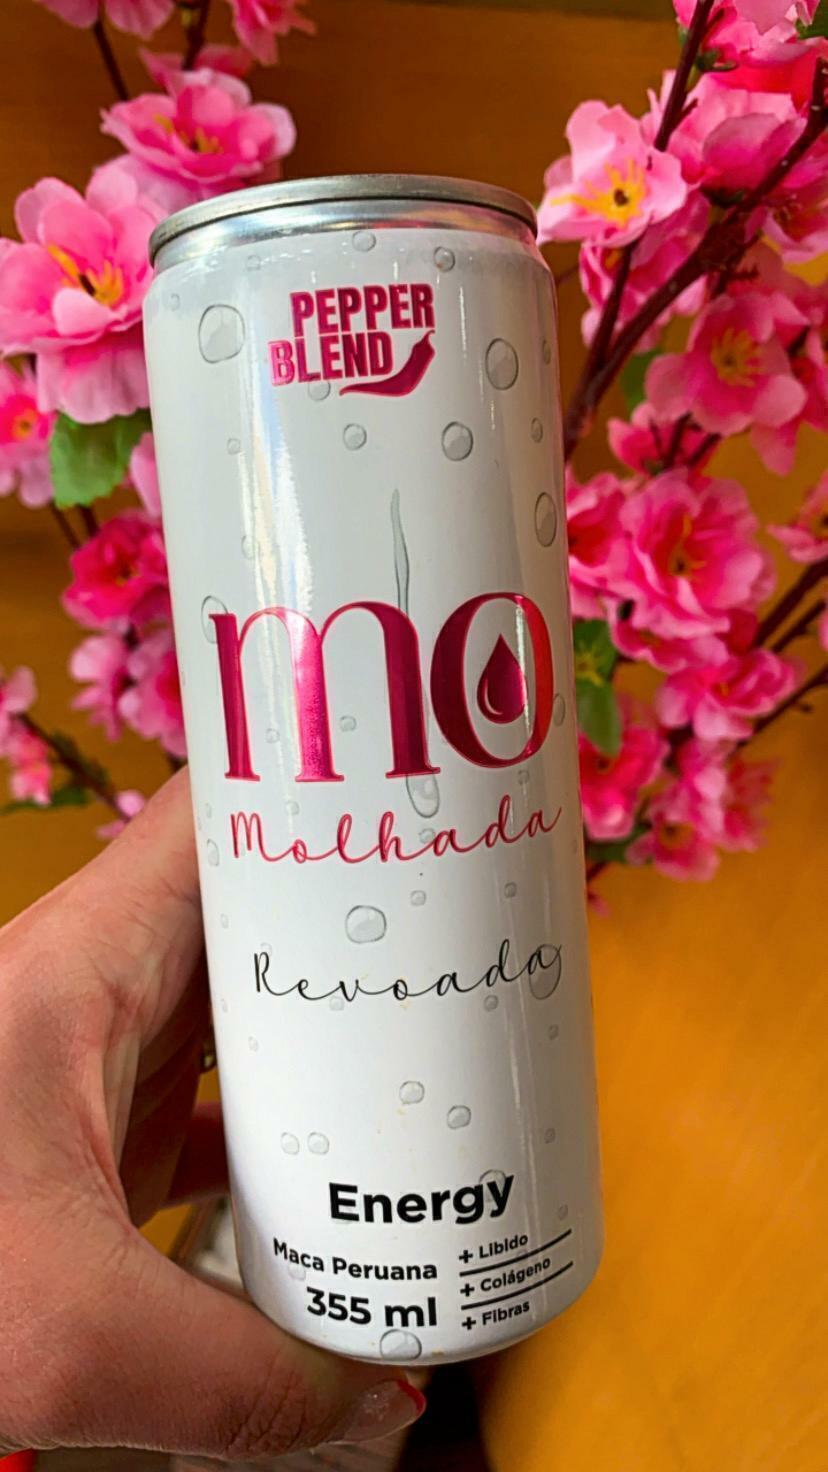 PEPPER
BLEND
mo
Molhada
Revoada
Energy
Maca Peruana
355 ml
+ Libido
+ Colágeno
+ Fibras